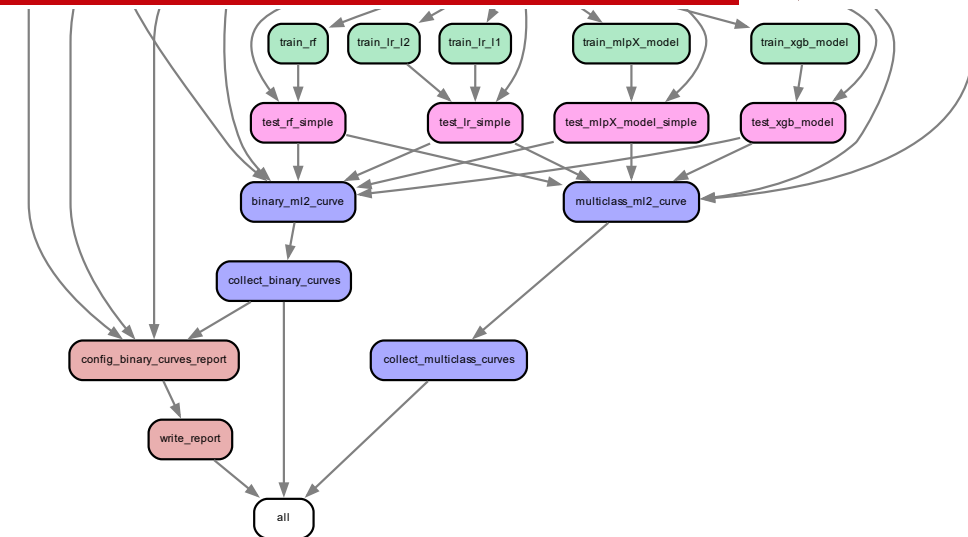 train_rf
train_lr_l2
train_lr_l1
train_mlpX_model
train_xgb_model
test_rf_simple
test_lr_simple
test_mlpX_model_simple
test_xgb_model
binary_ml2_curve
multiclass_ml2_curve
collect_binary_curves
config_binary_curves_report
collect_multiclass_curves
write_report
all